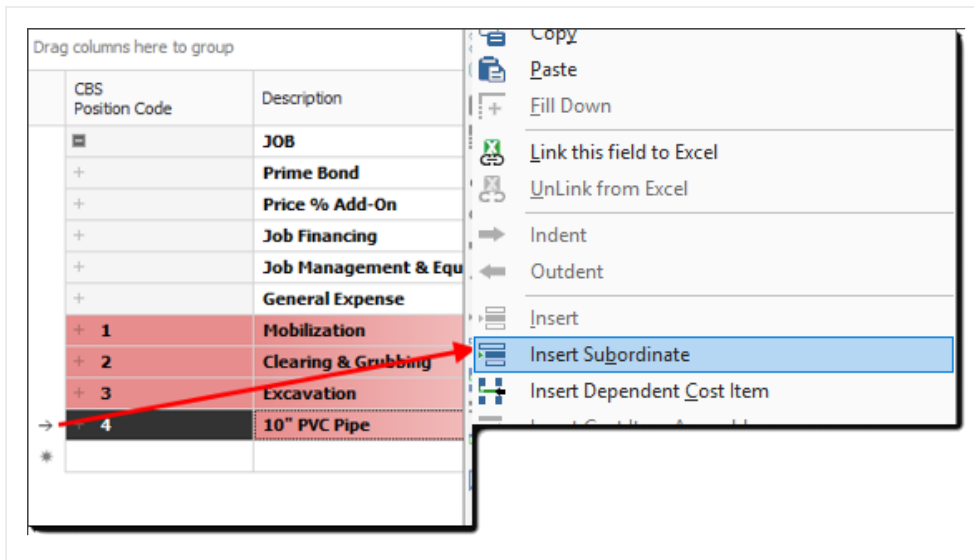 Drag columns here to group
CBS
Position Code
Description
JOB
Prime Bond
Price % Add-On
Job Financing
Job Management & Equ
General Expense
1 Mobilization
2 Clearing & Grubbing
3 Excavation
4 10" PVC Pipe
Copy
Paste
Fill Down
Link this field to Excel
UnLink from Excel
Indent
Outdent
Insert
Insert Subordinate
Insert Dependent Cost Item